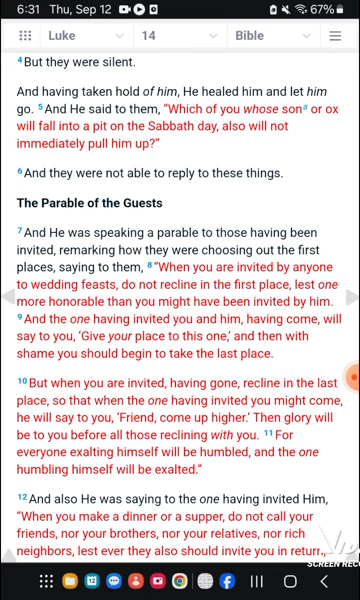 6:31 Thu, Sep 12 67%
Luke 14 Bible
4 But they were silent.
And having taken hold of him, He healed him and let him
go. 5 And He said to them, “Which of you whose son a or ox
will fall into a pit on the Sabbath day, also will not
immediately pull him up?”
6 And they were not able to reply to these things.
The Parable of the Guests
7 And He was speaking a parable to those having been
invited, remarking how they were choosing out the first
places, saying to them, 8 “When you are invited by anyone
to wedding feasts, do not recline in the first place, lest one
more honorable than you might have been invited by him.
9 And the one having invited you and him, having come, will
say to you, ‘Give your place to this one,’ and then with
shame you should begin to take the last place.
10 But when you are invited, having gone, recline in the last
place, so that when the one having invited you might come,
he will say to you, ‘Friend, come up higher.’ Then glory will
be to you before all those reclining with you. 11 For
everyone exalting himself will be humbled, and the one
humbling himself will be exalted.”
12 And also He was saying to the one having invited Him,
“When you make a dinner or a supper, do not call your
friends, nor your brothers, nor your relatives, nor rich
neighbors, lest ever they also should invite you in return,
SCREEN REC
12